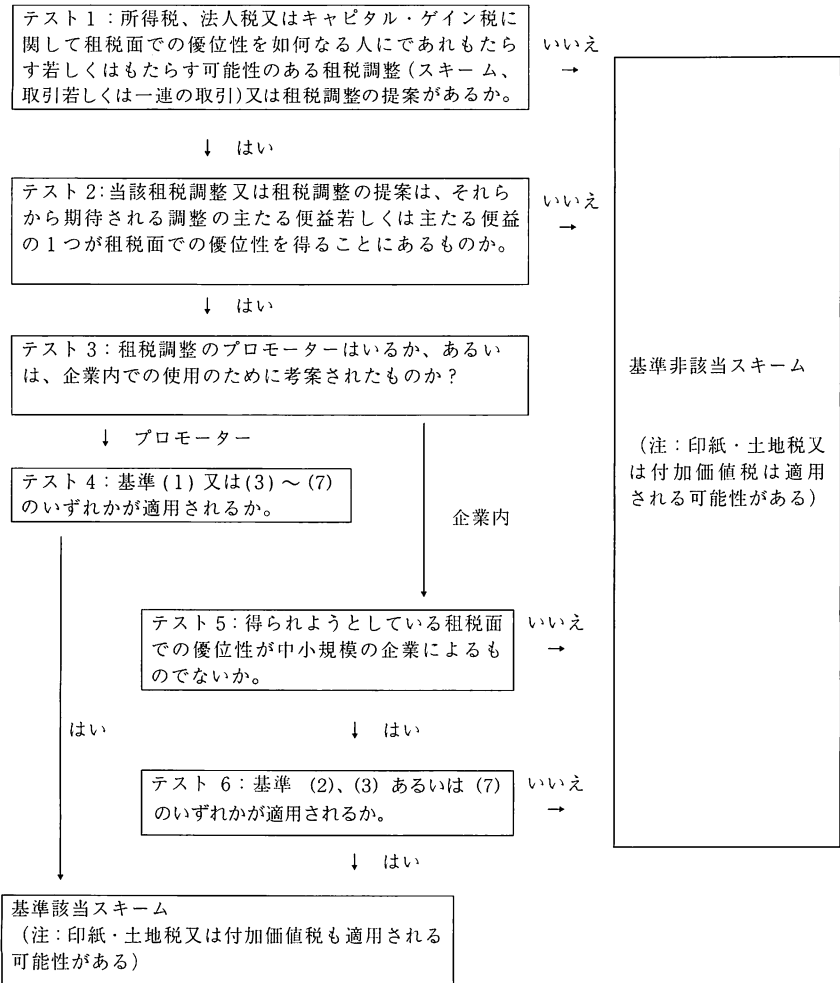 テスト1：所得税、法人税又はキャピタル・ゲイン税に
関して租税面での優位性を如何なる人にであれもたら
す若しくはもたらす可能性のある租税調整(スキーム、
取引若しくは一連の取引)又は租税調整の提案があるか。
いいえ
→
↓ はい
テスト2：当該租税調整又は租税調整の提案は、それら
から期待される調整の主たる便益若しくは主たる便益
の1つが租税面での優位性を得ることにあるものか。
いいえ
→
↓ はい
テスト3：租税調整のプロモーターはいるか、あるい
は、企業内での使用のために考案されたものか？
基準非該当スキーム
(注：印紙・土地税又
は付加価値税は適用
される可能性がある)
↓ プロモーター
テスト4：基準(1) 又は(3) ～ (7)
のいずれかが適用されるか。
企業内
テスト5：得られようとしている租税面
での優位性が中小規模の企業によるも
のでないか。
いいえ
→
はい
↓ はい
テスト 6：基準 (2)、(3) あるいは (7)
のいずれかが適用されるか。
いいえ
→
↓ はい
基準該当スキーム
(注：印紙・土地税又は付加価値税も適用される
可能性がある)